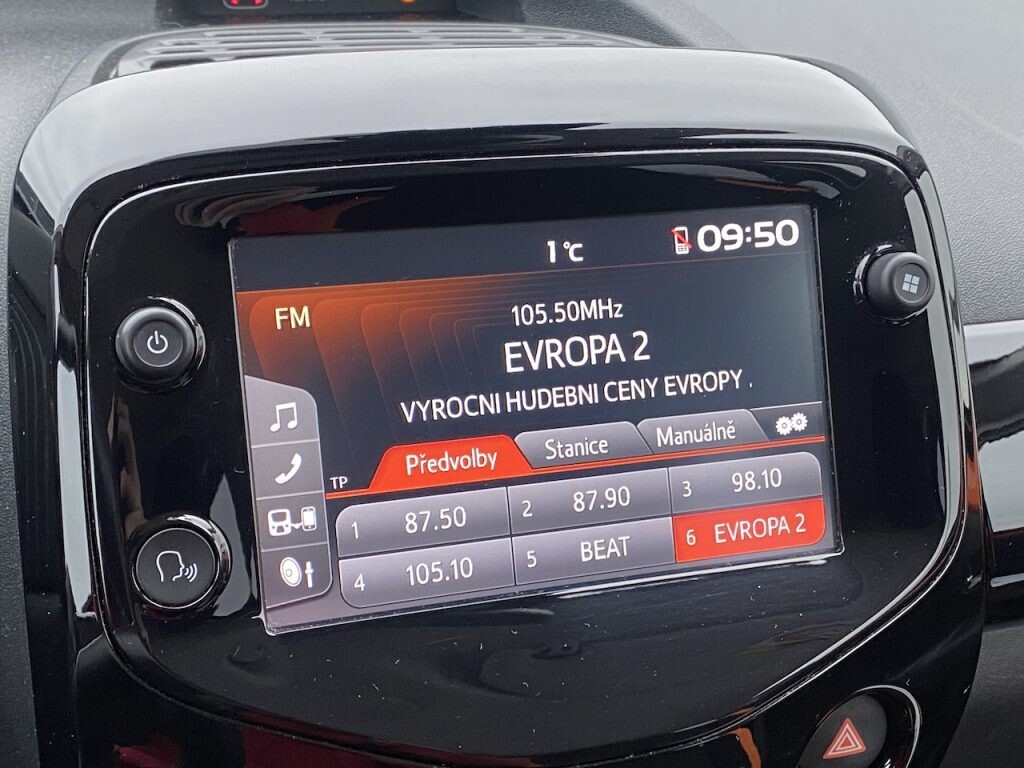 1 °C
09:50
FM
105.50MHz
EVROPA 2
VYROCNI HUDEBNI CENY EVROPY .
TP
Předvolby
Stanice
Manuálně
1 87.50
2 87.90
3 98.10
4 105.10
5 BEAT
6 EVROPA 2